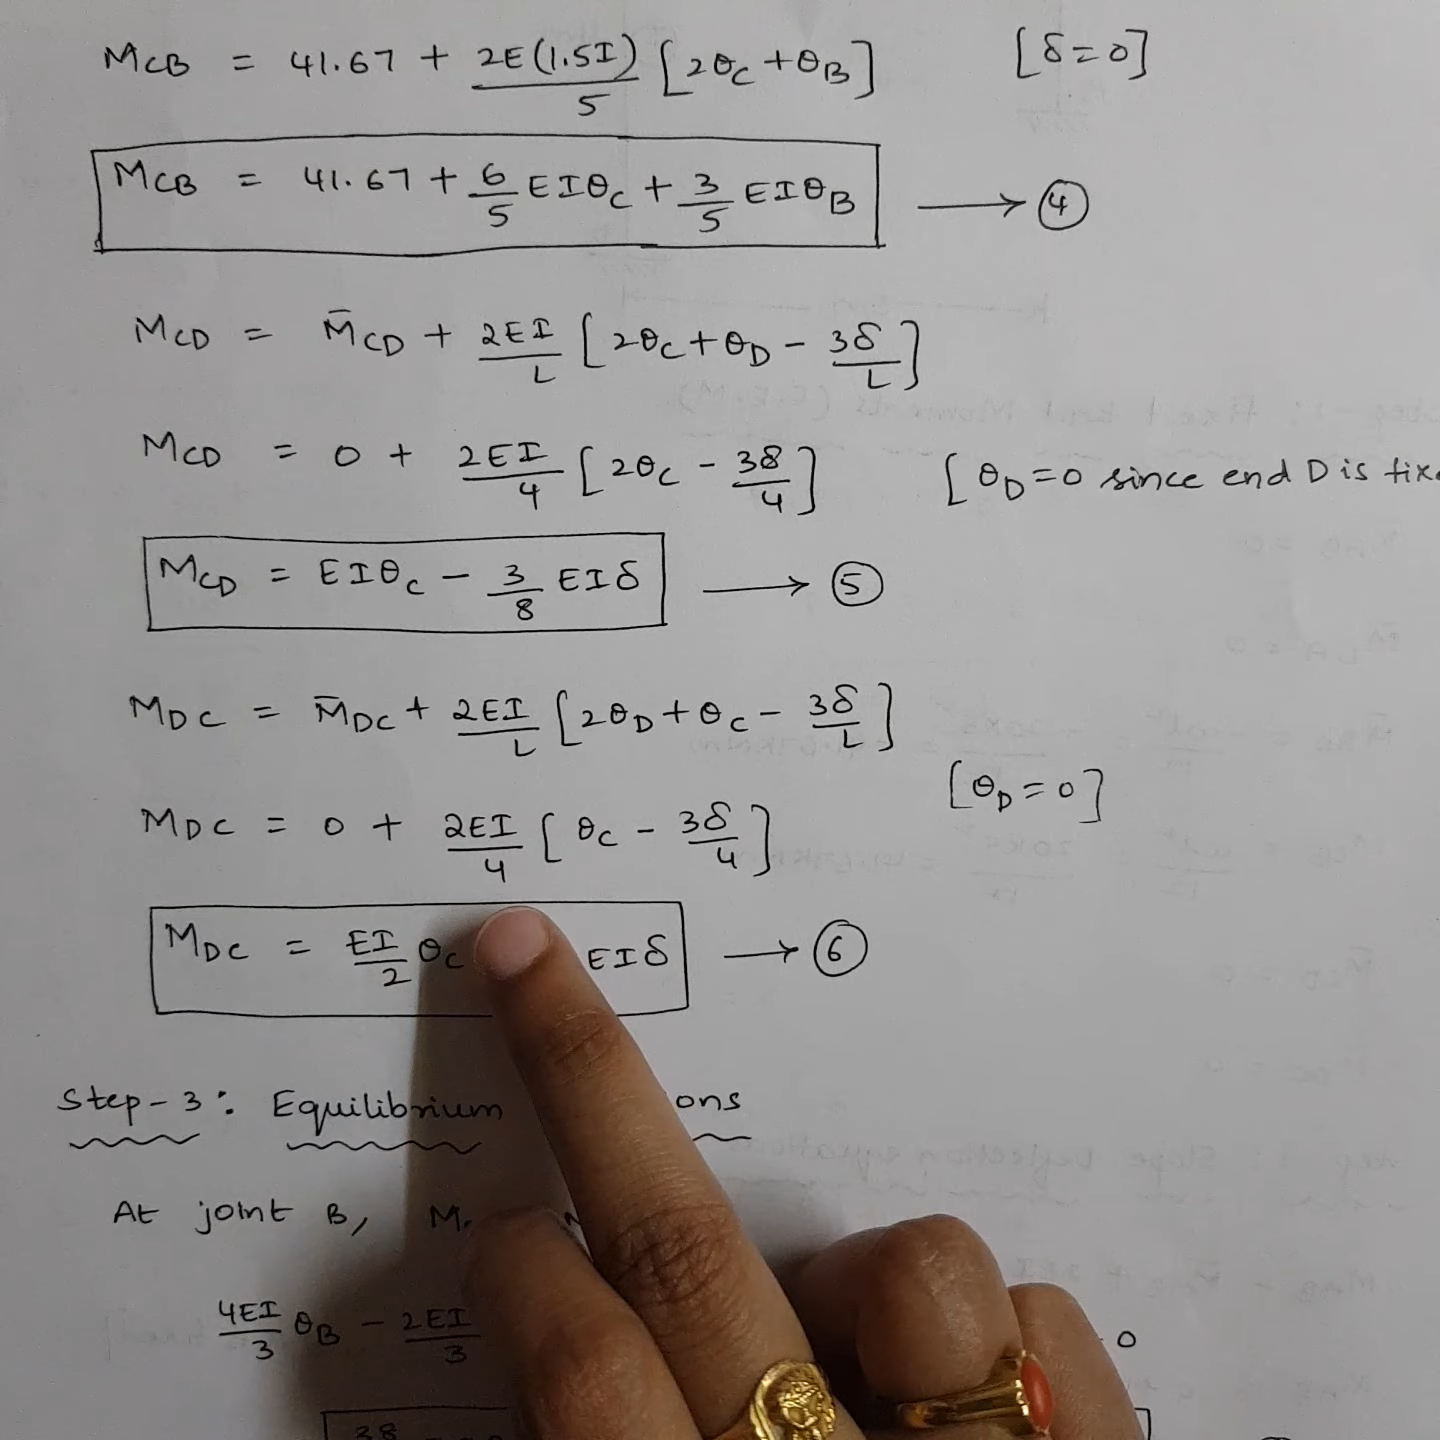 MCB = 41.67 + 2E(1.5I)/5 [2θC + θB] [δ=0]
MCB = 41.67 + 6/5 EIθC + 3/5 EIθB → ④
MCD = M̄CD + 2EI/L [2θC + θD - 3δ/L]
MCD = 0 + 2EI/4 [2θC - 3δ/4] [θD=0 since end D is
MCD = EIθC - 3/8 EIδ → ⑤
MDC = M̄DC + 2EI/L [2θD + θC - 3δ/L]
[θD = 0]
MDC = 0 + 2EI/4 [θC - 3δ/4]
MDC = EI/2 θC EIδ → ⑥
Step-3: Equilibrium ons
At joint B, M
4EI/3 θB - 2EI/3 0
38